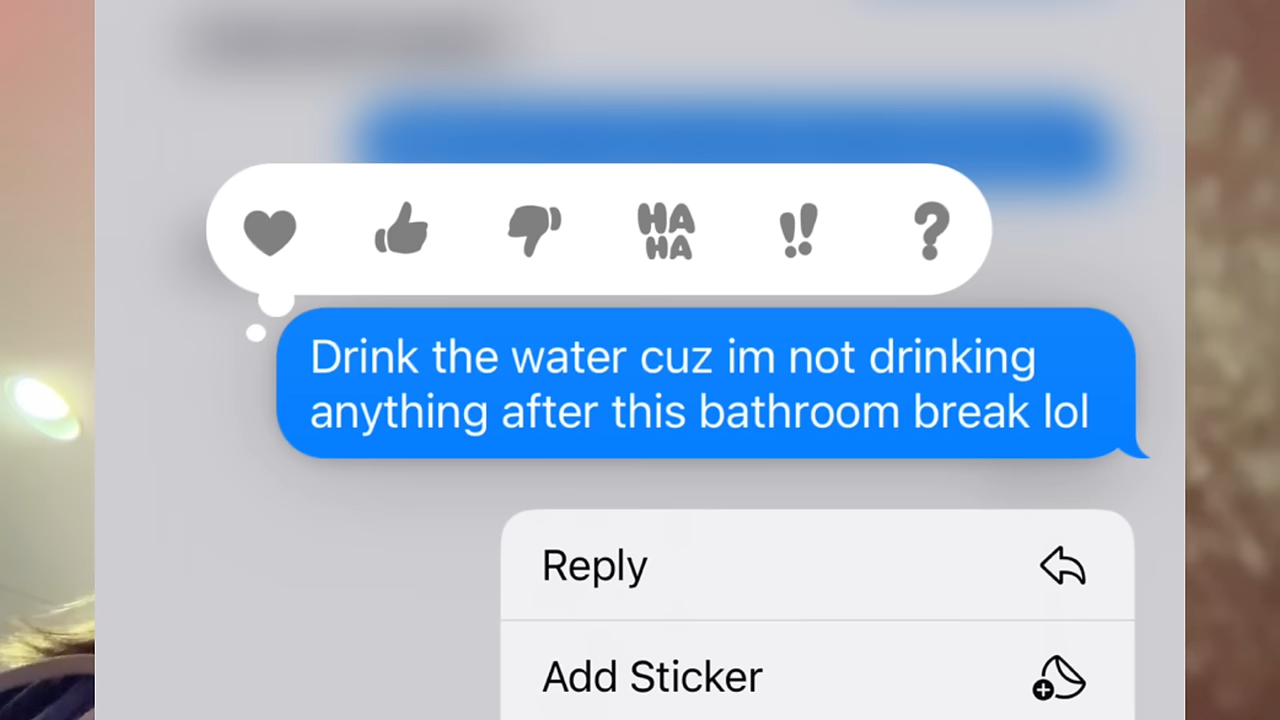 HA
HA
!!
?
Drink the water cuz im not drinking
anything after this bathroom break lol
Reply
Add Sticker